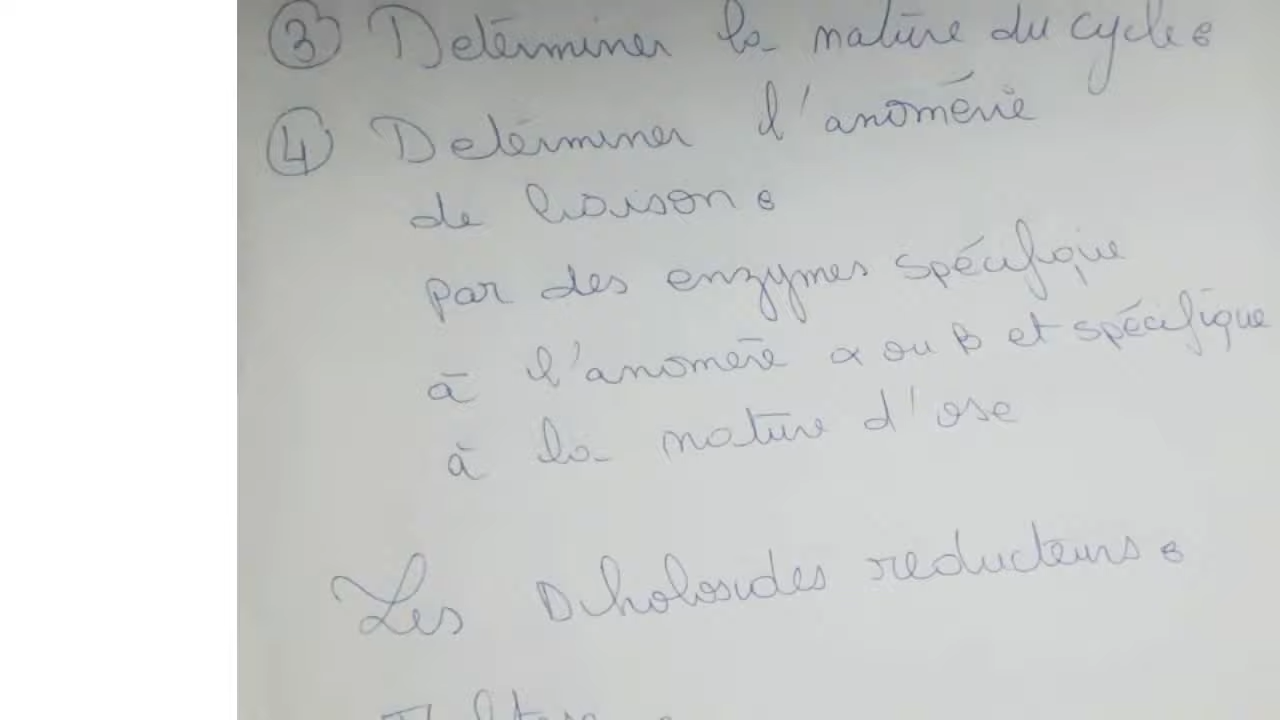 ③ Déterminer la nature du cycle :
④ Déterminer l'anomérie
de liaison :
par des enzymes spécifique
à l'anomère α ou β et spécifique
à la nature d'ose
Les Diholosides réducteurs :